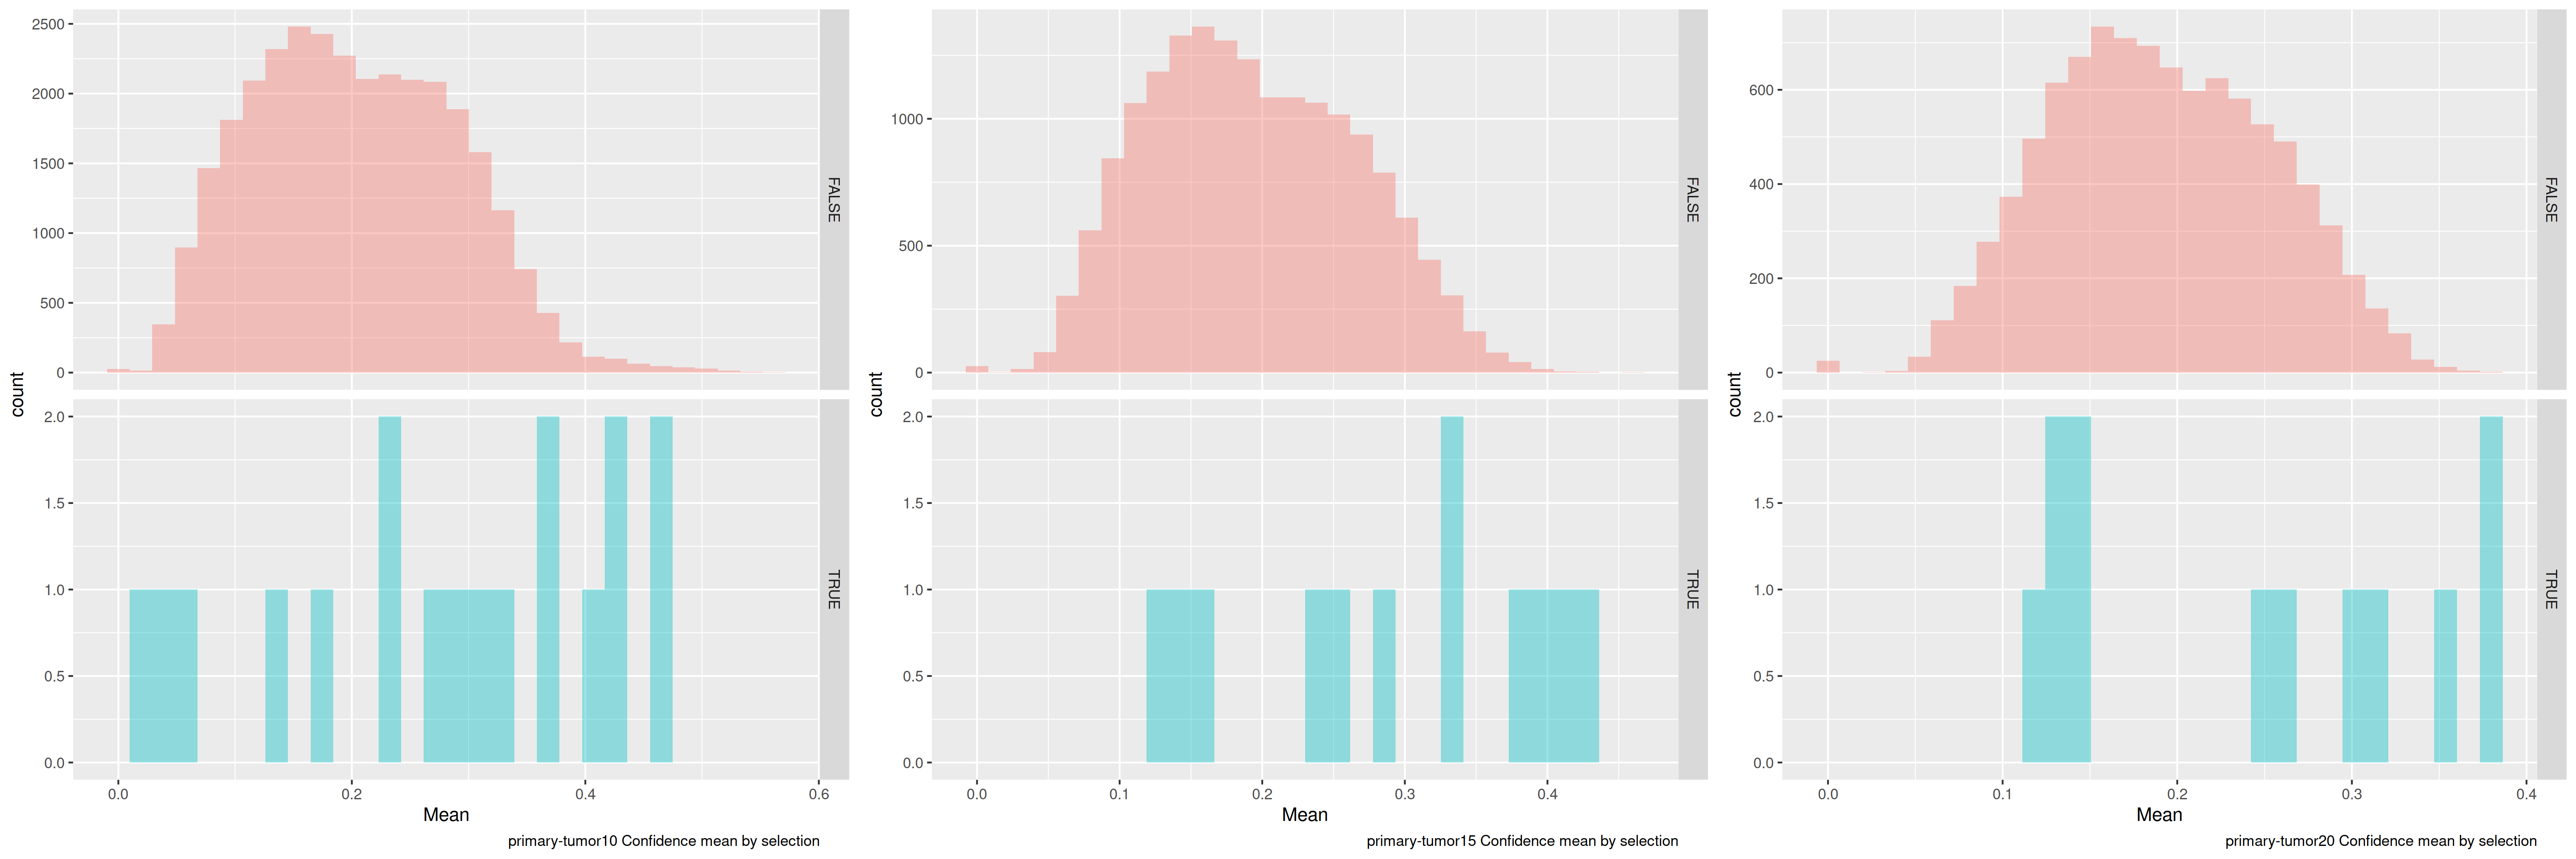 count
2500
2000
1500
1000
500
0
FALSE
2.0
1.5
1.0
0.5
0.0
TRUE
0.0 0.2 0.4 0.6
Mean
primary-tumor10 Confidence mean by selection
count
1000
500
0
FALSE
2.0
1.5
1.0
0.5
0.0
TRUE
0.0 0.1 0.2 0.3 0.4
Mean
primary-tumor15 Confidence mean by selection
count
600
400
200
0
FALSE
2.0
1.5
1.0
0.5
0.0
TRUE
0.0 0.1 0.2 0.3 0.4
Mean
primary-tumor20 Confidence mean by selection